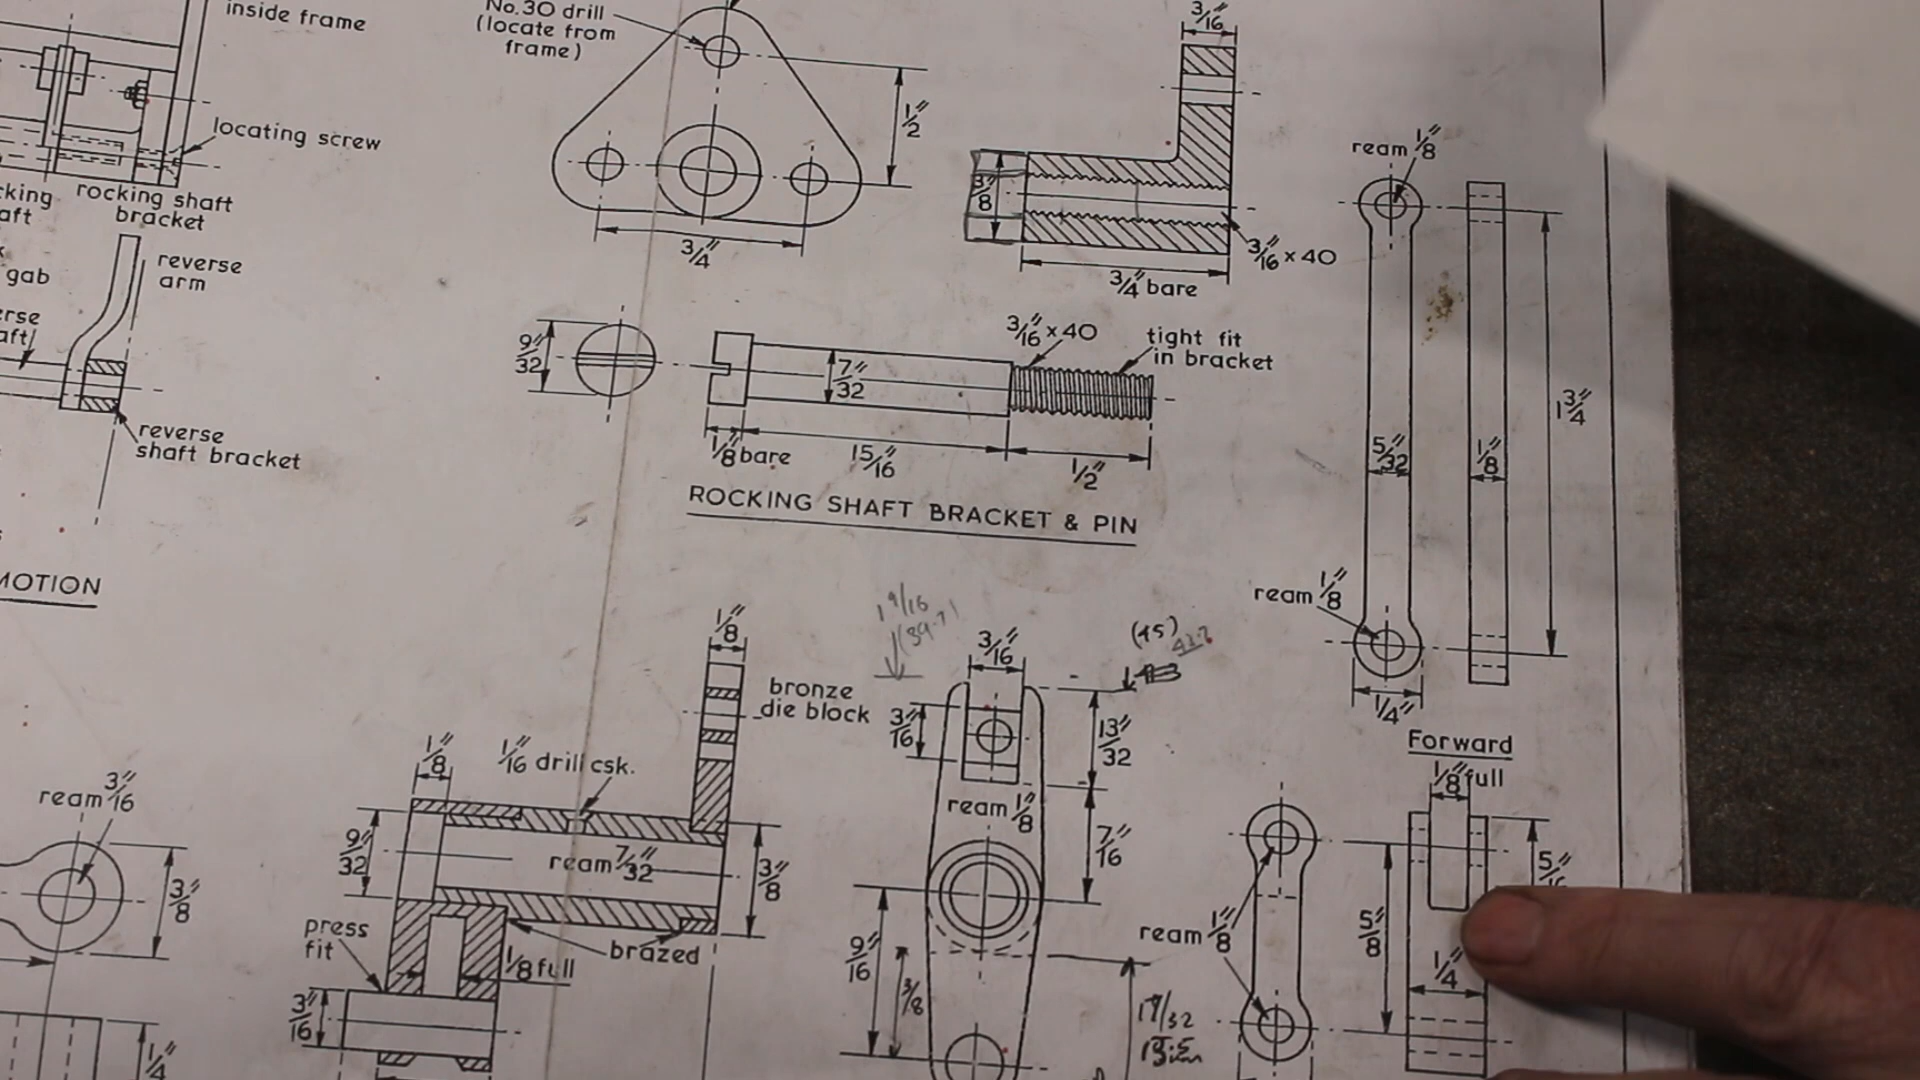 inside frame
No. 30 drill
(locate from
frame)
3/16"
1/2"
locating screw
rocking shaft
bracket
ream 1/8"
3/8"
3/4"
3/16" x 40
3/4" bare
gab
reverse
arm
9/32"
7/32"
3/16" x 40
tight fit
in bracket
1 3/4"
5/32"
1/8"
reverse
shaft bracket
1/8" bare
15/16"
1/2"
ROCKING SHAFT BRACKET & PIN
MOTION
ream 1/8"
1 9/16
1/8"
3/16"
(45)
bronze
die block
3/16"
13/32"
1/4"
Forward
1/8" full
1/8"
1/16" drill csk.
ream 3/16"
ream 1/8"
9/32"
ream 7/32"
3/8"
7/16"
3/8"
press
fit
brazed
1/8" full
9/16"
3/8
ream 1/8"
5/8"
1/4"
3/16"
1/4"